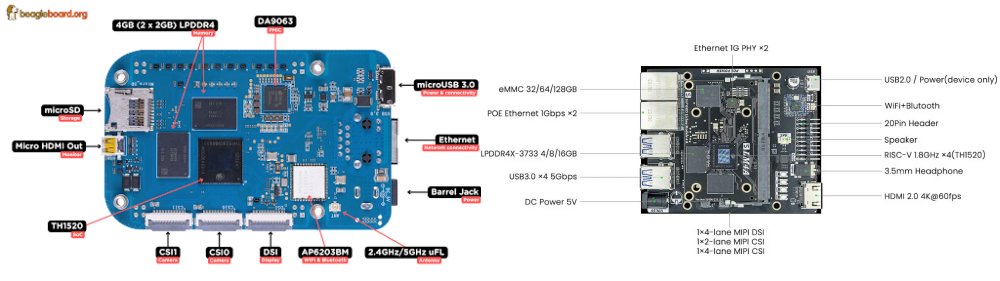 beagleboard.org
4GB (2 x 2GB) LPDDR4
Memory
DA9063
PMIC
microSD
Storage
Micro HDMI Out
Monitor
TH1520
SoC
CSI1
Camera
CSI0
Camera
DSI
Display
AP6203BM
WiFi & Bluetooth
2.4GHz/5GHz uFL
Antenna
microUSB 3.0
Power & connectivity
Ethernet
Network connectivity
Barrel Jack
Power
Ethernet 1G PHY ×2
eMMC 32/64/128GB
POE Ethernet 1Gbps ×2
LPDDR4X-3733 4/8/16GB
USB3.0 ×4 5Gbps
DC Power 5V
USB2.0 / Power(device only)
WiFi+Blutooth
20Pin Header
Speaker
RISC-V 1.8GHz ×4(TH1520)
3.5mm Headphone
HDMI 2.0 4K@60fps
1×4-lane MIPI DSI
1×2-lane MIPI CSI
1×4-lane MIPI CSI